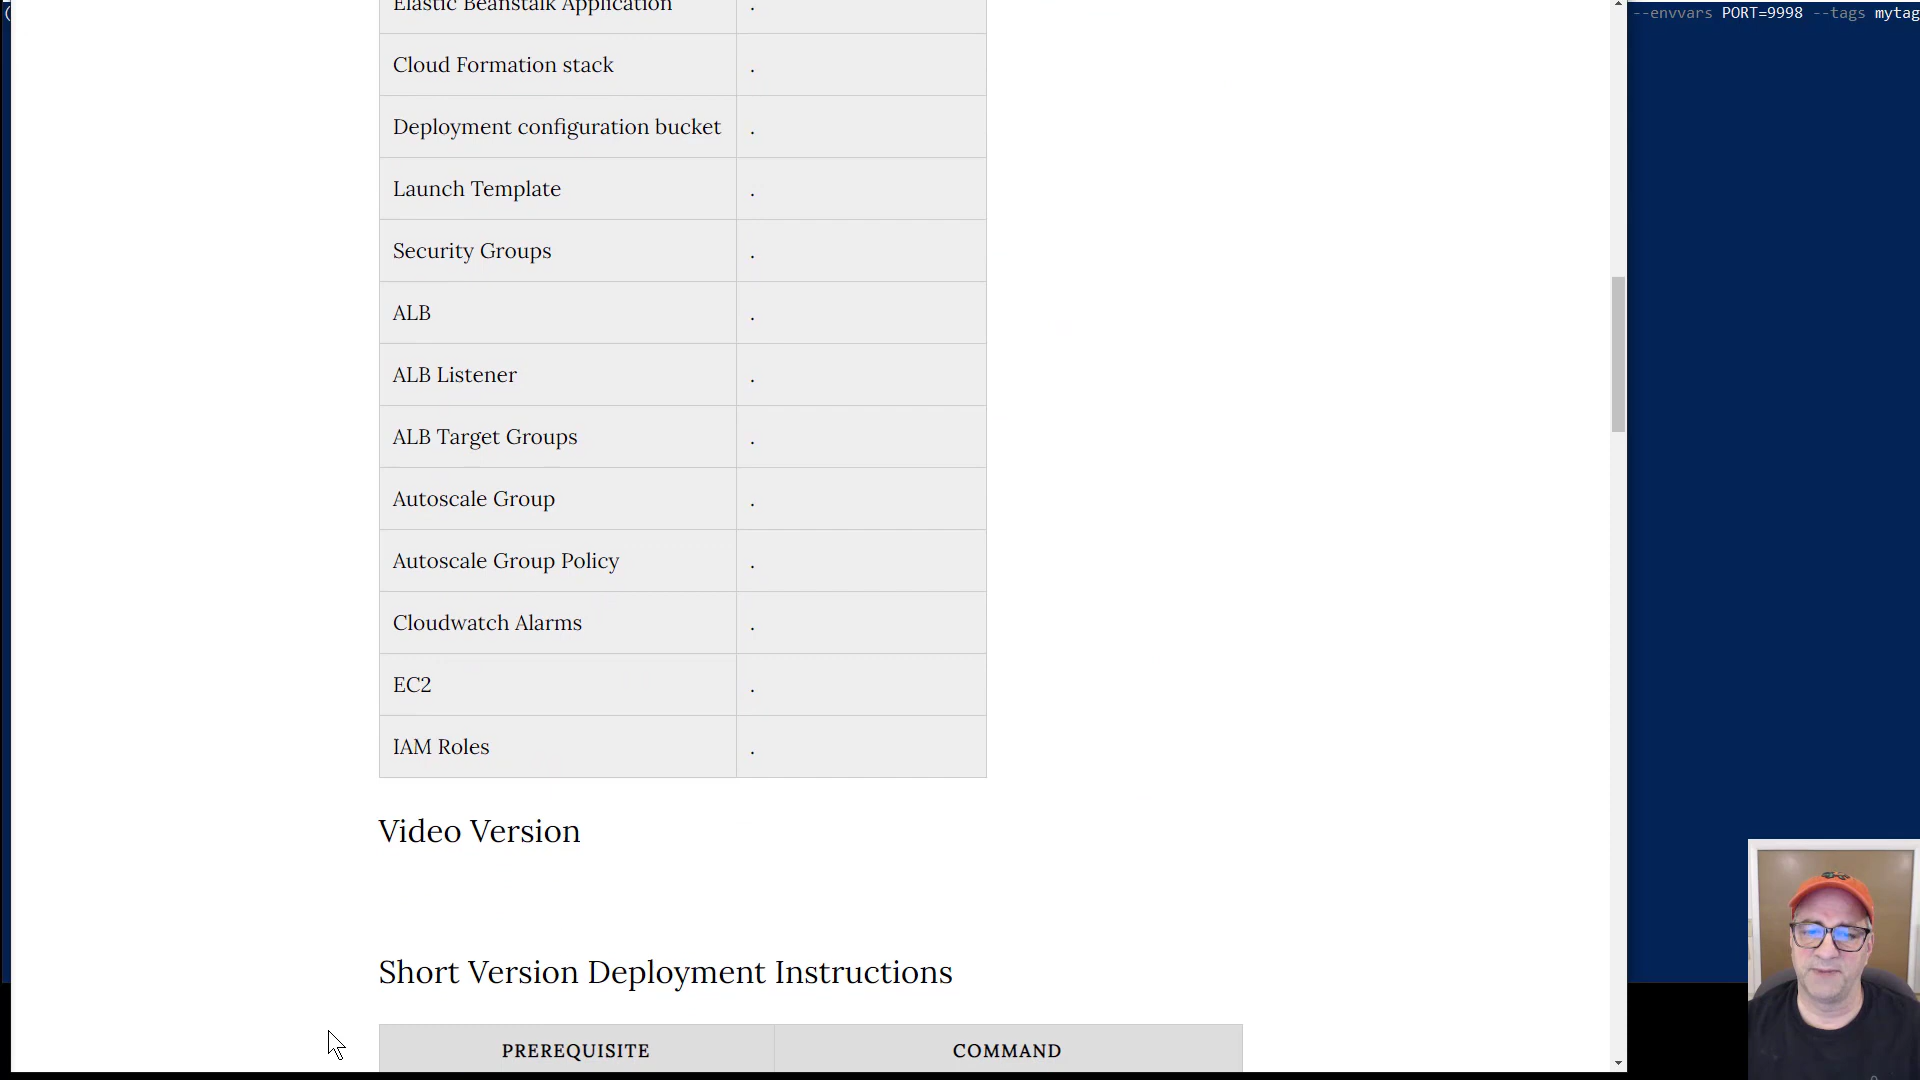 Elastic Beanstalk Application .
--envvars PORT=9998 --tags mytag
Cloud Formation stack .
Deployment configuration bucket .
Launch Template .
Security Groups .
ALB .
ALB Listener .
ALB Target Groups .
Autoscale Group .
Autoscale Group Policy .
Cloudwatch Alarms .
EC2 .
IAM Roles .
Video Version
Short Version Deployment Instructions
PREREQUISITE COMMAND